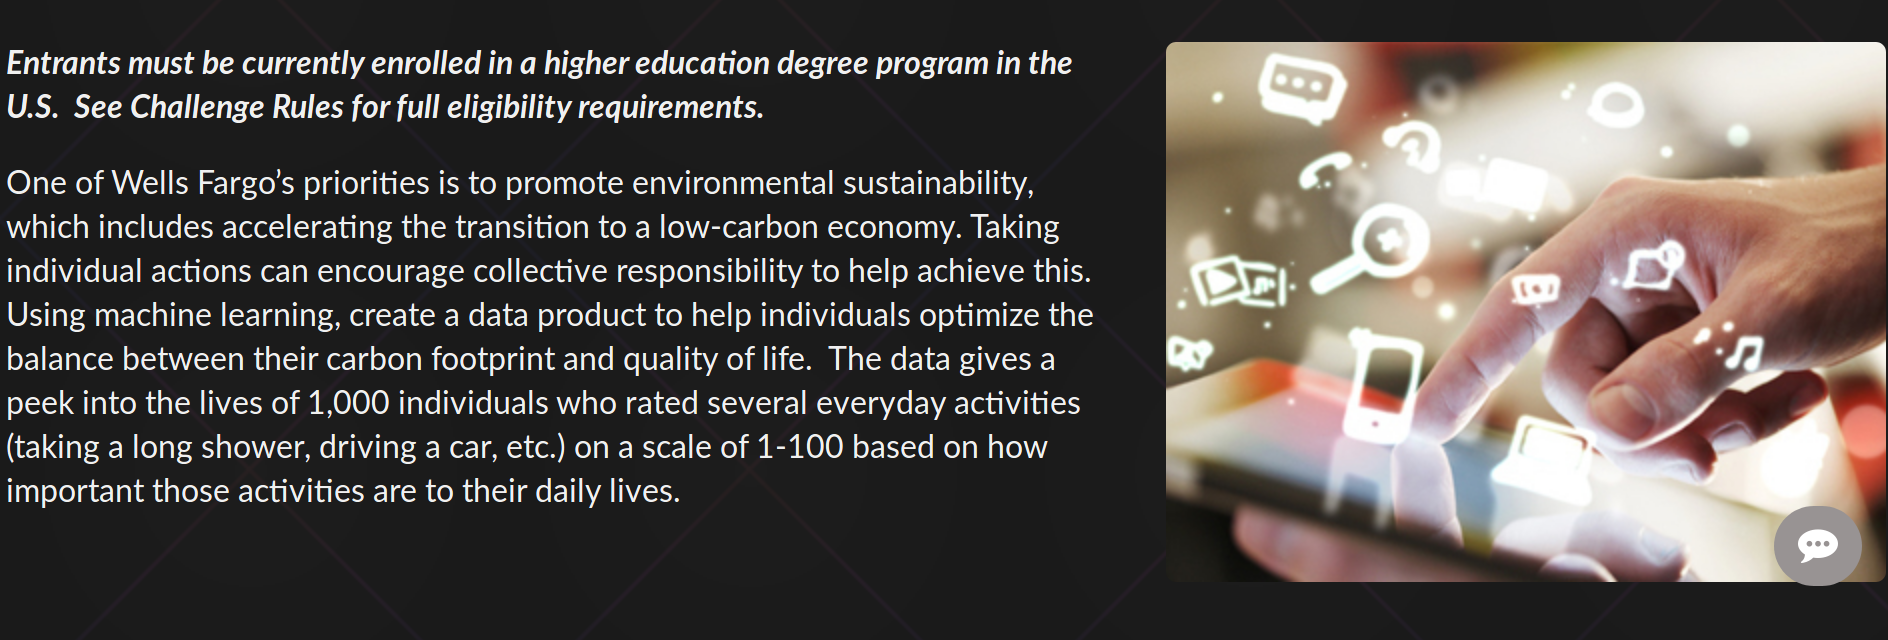 Entrants must be currently enrolled in a higher education degree program in the
U.S.  See Challenge Rules for full eligibility requirements.
One of Wells Fargo’s priorities is to promote environmental sustainability,
which includes accelerating the transition to a low-carbon economy. Taking
individual actions can encourage collective responsibility to help achieve this.
Using machine learning, create a data product to help individuals optimize the
balance between their carbon footprint and quality of life.  The data gives a
peek into the lives of 1,000 individuals who rated several everyday activities
(taking a long shower, driving a car, etc.) on a scale of 1-100 based on how
important those activities are to their daily lives.